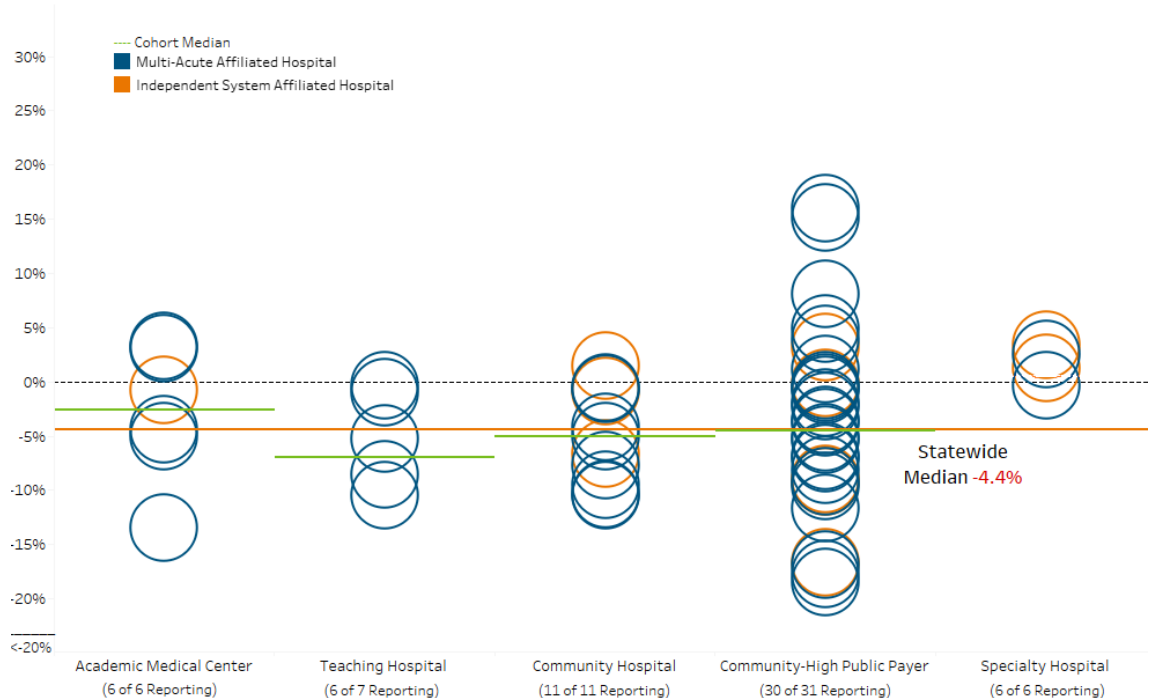 ---- Cohort Median
Multi-Acute Affiliated Hospital
Independent System Affiliated Hospital
30%
25%
20%
15%
10%
5%
0%
-5%
-10%
-15%
-20%
<-20%
Statewide
Median -4.4%
Academic Medical Center
(6 of 6 Reporting)
Teaching Hospital
(6 of 7 Reporting)
Community Hospital
(11 of 11 Reporting)
Community-High Public Payer
(30 of 31 Reporting)
Specialty Hospital
(6 of 6 Reporting)